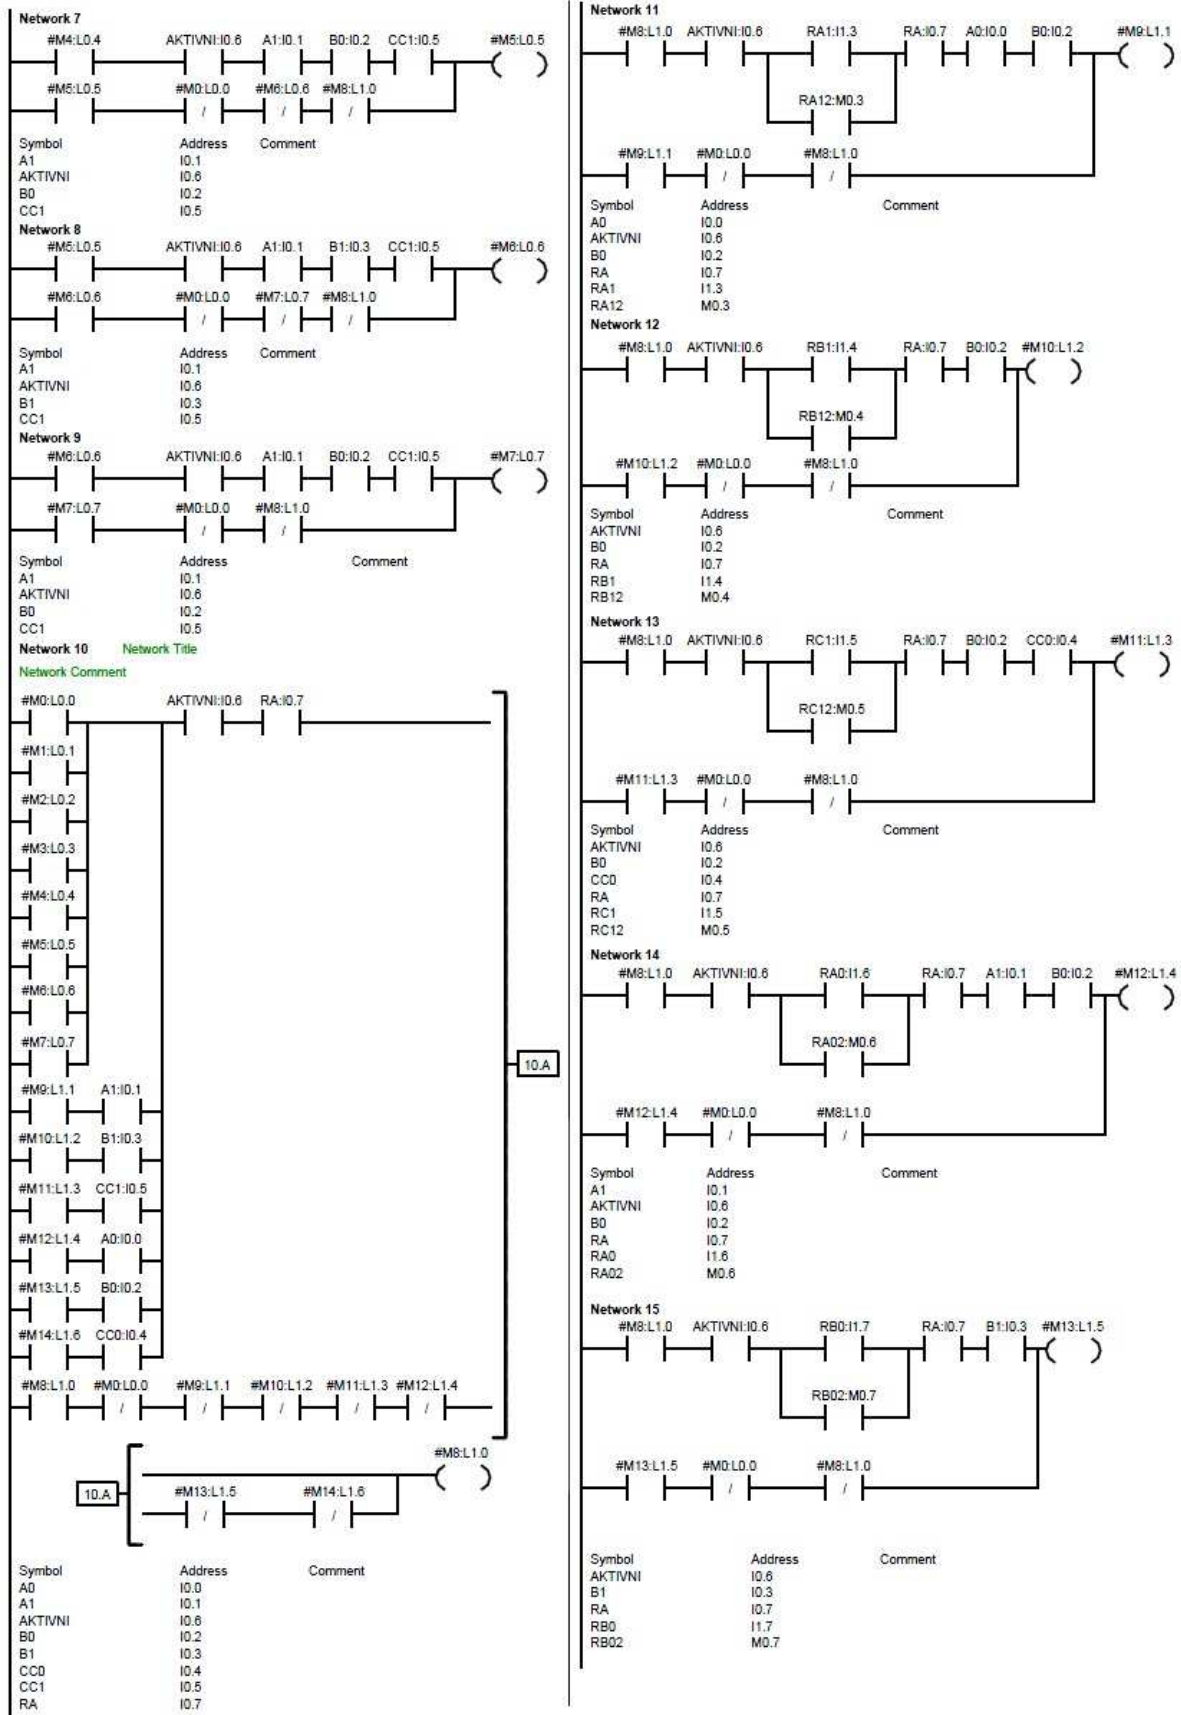 Network 7
#M4:L0.4 AKTIVNI:I0.6 A1:I0.1 B0:I0.2 CC1:I0.5 #M5:L0.5
#M5:L0.5 #M0:L0.0 #M6:L0.6 #M8:L1.0
/ / /
Symbol Address Comment
A1 I0.1
AKTIVNI I0.6
B0 I0.2
CC1 I0.5
Network 8
#M5:L0.5 AKTIVNI:I0.6 A1:I0.1 B1:I0.3 CC1:I0.5 #M6:L0.6
#M6:L0.6 #M0:L0.0 #M7:L0.7 #M8:L1.0
/ / /
Symbol Address Comment
A1 I0.1
AKTIVNI I0.6
B1 I0.3
CC1 I0.5
Network 9
#M6:L0.6 AKTIVNI:I0.6 A1:I0.1 B0:I0.2 CC1:I0.5 #M7:L0.7
#M7:L0.7 #M0:L0.0 #M8:L1.0
/ /
Symbol Address Comment
A1 I0.1
AKTIVNI I0.6
B0 I0.2
CC1 I0.5
Network 10 Network Title
Network Comment
#M0:L0.0 AKTIVNI:I0.6 RA:I0.7
#M1:L0.1
#M2:L0.2
#M3:L0.3
#M4:L0.4
#M5:L0.5
#M6:L0.6
#M7:L0.7
10.A
#M9:L1.1 A1:I0.1
#M10:L1.2 B1:I0.3
#M11:L1.3 CC1:I0.5
#M12:L1.4 A0:I0.0
#M13:L1.5 B0:I0.2
#M14:L1.6 CC0:I0.4
#M8:L1.0 #M0:L0.0 #M9:L1.1 #M10:L1.2 #M11:L1.3 #M12:L1.4
/ / / / /
#M8:L1.0
10.A #M13:L1.5 #M14:L1.6
/ /
Symbol Address Comment
A0 I0.0
A1 I0.1
AKTIVNI I0.6
B0 I0.2
B1 I0.3
CC0 I0.4
CC1 I0.5
RA I0.7
Network 11
#M8:L1.0 AKTIVNI:I0.6 RA1:I1.3 RA:I0.7 A0:I0.0 B0:I0.2 #M9:L1.1
RA12:M0.3
#M9:L1.1 #M0:L0.0 #M8:L1.0
/ /
Symbol Address Comment
A0 I0.0
AKTIVNI I0.6
B0 I0.2
RA I0.7
RA1 I1.3
RA12 M0.3
Network 12
#M8:L1.0 AKTIVNI:I0.6 RB1:I1.4 RA:I0.7 B0:I0.2 #M10:L1.2
RB12:M0.4
#M10:L1.2 #M0:L0.0 #M8:L1.0
/ /
Symbol Address Comment
AKTIVNI I0.6
B0 I0.2
RA I0.7
RB1 I1.4
RB12 M0.4
Network 13
#M8:L1.0 AKTIVNI:I0.6 RC1:I1.5 RA:I0.7 B0:I0.2 CC0:I0.4 #M11:L1.3
RC12:M0.5
#M11:L1.3 #M0:L0.0 #M8:L1.0
/ /
Symbol Address Comment
AKTIVNI I0.6
B0 I0.2
CC0 I0.4
RA I0.7
RC1 I1.5
RC12 M0.5
Network 14
#M8:L1.0 AKTIVNI:I0.6 RA0:I1.6 RA:I0.7 A1:I0.1 B0:I0.2 #M12:L1.4
RA02:M0.6
#M12:L1.4 #M0:L0.0 #M8:L1.0
/ /
Symbol Address Comment
A1 I0.1
AKTIVNI I0.6
B0 I0.2
RA I0.7
RA0 I1.6
RA02 M0.6
Network 15
#M8:L1.0 AKTIVNI:I0.6 RB0:I1.7 RA:I0.7 B1:I0.3 #M13:L1.5
RB02:M0.7
#M13:L1.5 #M0:L0.0 #M8:L1.0
/ /
Symbol Address Comment
AKTIVNI I0.6
B1 I0.3
RA I0.7
RB0 I1.7
RB02 M0.7